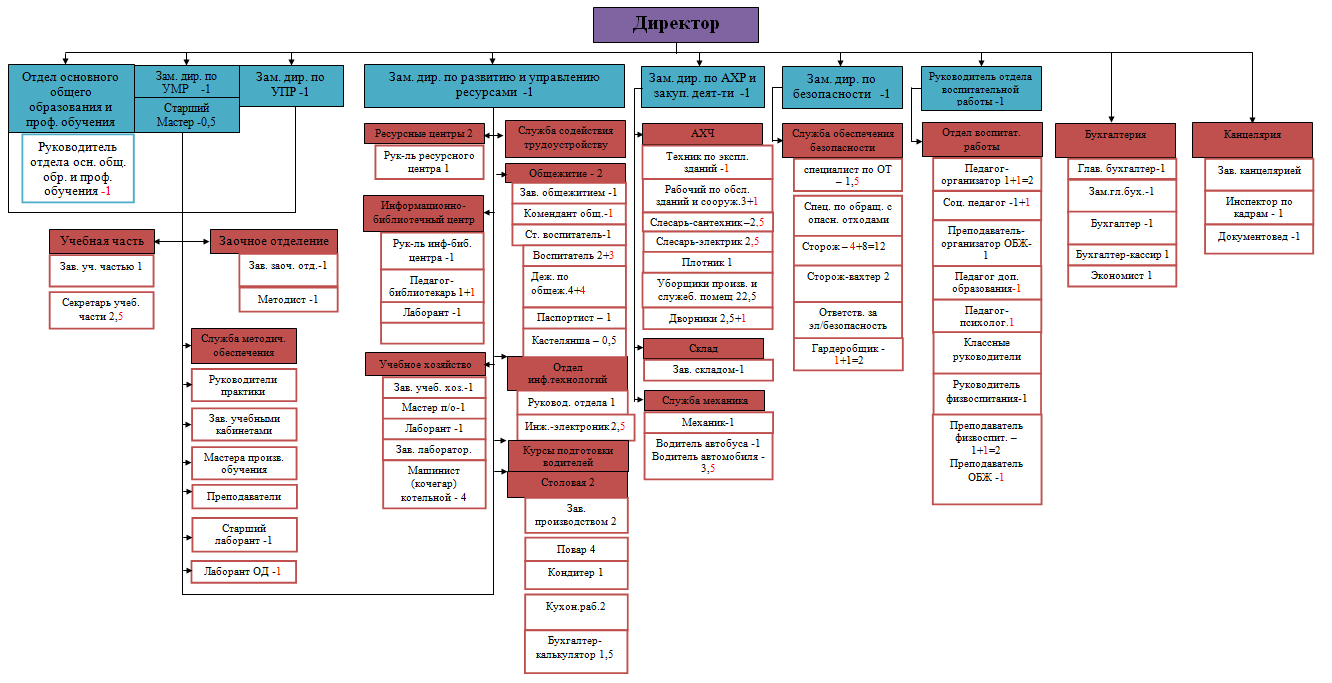 Директор
Отдел основного
общего
образования и
проф. обучения
Руководитель
отдела осн. общ.
обр. и проф.
обучения -1
Зам. дир. по
УМР -1
Старший
Мастер -0,5
Зам. дир. по
УПР -1
Учебная часть
Зав. уч. частью 1
Секретарь учеб.
части 2,5
Заочное отделение
Зав. заоч. отд.-1
Методист -1
Служба методич.
обеспечения
Руководители
практики
Зав. учебными
кабинетами
Мастера произв.
обучения
Преподаватели
Старший
лаборант -1
Лаборант ОД -1
Зам. дир. по развитию и управлению
ресурсами -1
Ресурсные центры 2
Рук-ль ресурсного
центра 1
Информационно-
библиотечный центр
Рук-ль инф-биб.
центра -1
Педагог-
библиотекарь 1+1
Лаборант -1
Учебное хозяйство
Зав. учеб. хоз.-1
Мастер п/о-1
Лаборант -1
Зав. лаборатор.
Машинист
(кочегар)
котельной - 4
Служба содействия
трудоустройству
Общежитие - 2
Зав. общежитием -1
Комендант общ.-1
Ст. воспитатель-1
Воспитатель 2+3
Деж. по
общеж.4+4
Паспортист – 1
Кастелянша – 0,5
Отдел
инф.технологий
Руковод. отдела 1
Инж.-электроник 2,5
Курсы подготовки
водителей
Столовая 2
Зав.
производством 2
Повар 4
Кондитер 1
Кухон.раб.2
Бухгалтер-
калькулятор 1,5
Зам. дир. по АХР и
закуп. деят-ти -1
АХЧ
Техник по экспл.
зданий -1
Рабочий по обсл.
зданий и сооруж.3+1
Слесарь-сантехник –2,5
Слесарь-электрик 2,5
Плотник 1
Уборщики произв. и
служеб. помещ 22,5
Дворники 2,5+1
Склад
Зав. складом-1
Служба механика
Механик-1
Водитель автобуса -1
Водитель автомобиля -
3,5
Зам. дир. по
безопасности -1
Служба обеспечения
безопасности
специалист по ОТ
– 1,5
Спец. по обращ. с
опасн. отходами
Сторож – 4+8=12
Сторож-вахтер 2
Ответств. за
эл/безопасность
Гардеробщик -
1+1=2
Руководитель отдела
воспитательной
работы -1
Отдел воспитат.
работы
Педагог-
организатор 1+1=2
Соц. педагог -1+1
Преподаватель-
организатор ОБЖ-
1
Педагог доп.
образования-1
Педагог-
психолог.1
Классные
руководители
Руководитель
физвоспитания-1
Преподаватель
физвоспит. –
1+1=2
Преподаватель
ОБЖ -1
Бухгалтерия
Глав. бухгалтер-1
Зам.гл.бух.-1
Бухгалтер -1
Бухгалтер-кассир 1
Экономист 1
Канцелярия
Зав. канцелярией
Инспектор по
кадрам - 1
Документовед -1